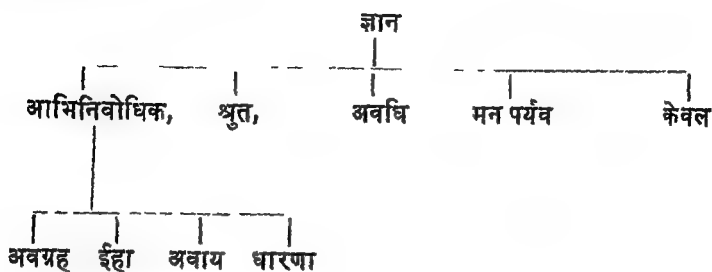 ज्ञान
आभिनिवोधिक, श्रुत, अवधि मन पर्यव केवल
अवग्रह ईहा अवाय धारणा